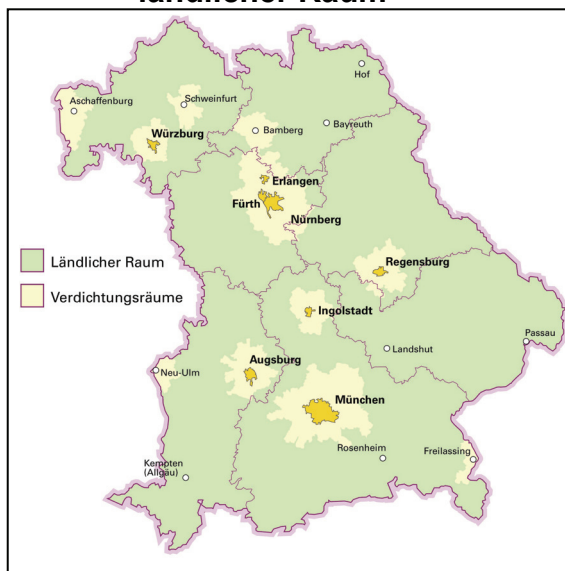 ländlicher Raum
Hof
Aschaffenburg
Schweinfurt
Bamberg
Bayreuth
Würzburg
Erlangen
Fürth
Nürnberg
Ländlicher Raum
Verdichtungsräume
Regensburg
Ingolstadt
Passau
Landshut
Augsburg
Neu-Ulm
München
Rosenheim
Freilassing
Kempten
(Allgäu)